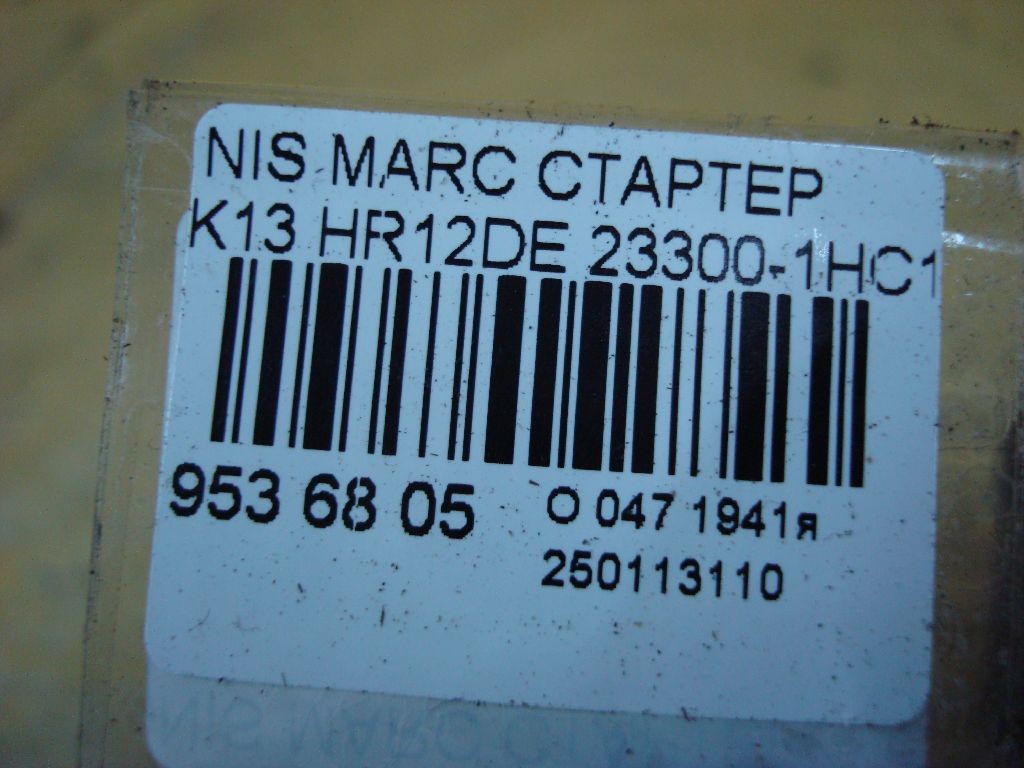 NIS MARC СТАРТЕР
K13 HR12DE 23300-1HC1
953 68 05
О 047 1941я
250113110